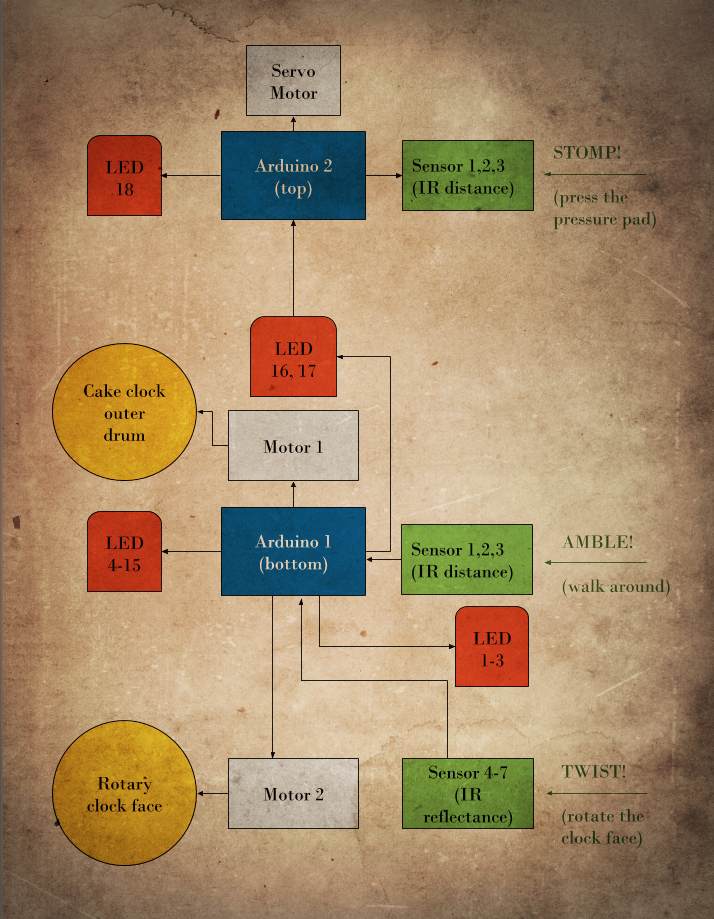 Servo
Motor
LED
18
Arduino 2
(top)
Sensor 1,2,3
(IR distance)
STOMP!
(press the
pressure pad)
LED
16, 17
Cake clock
outer
drum
Motor 1
LED
4-15
Arduino 1
(bottom)
Sensor 1,2,3
(IR distance)
AMBLE!
(walk around)
LED
1-3
Rotary
clock face
Motor 2
Sensor 4-7
(IR
reflectance)
TWIST!
(rotate the
clock face)